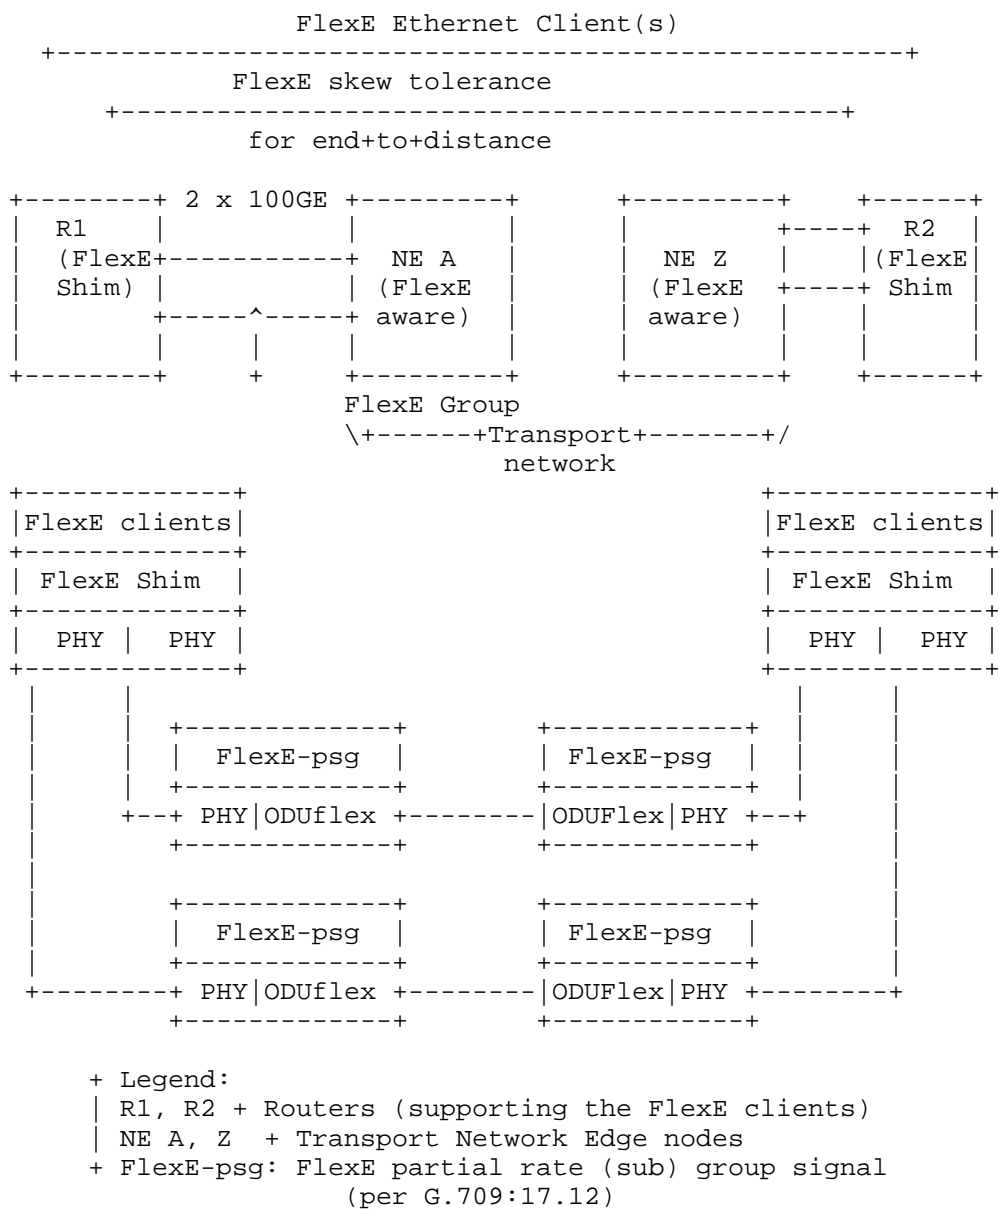 FlexE Ethernet Client(s)
+-----------------------------------------------------+
FlexE skew tolerance
+---------------------------------------------+
for end+to+distance
+--------+ 2 x 100GE +---------+      +---------+    +------+
|  R1    |           |         |      |         +----+  R2  |
|  (FlexE+-----------+  NE A   |      |  NE Z   |    |(FlexE|
|  Shim) |           | (FlexE  |      | (FlexE  +----+ Shim |
|        +-----^-----+ aware)  |      | aware)  |    |      |
|        |     |     |         |      |         |    |      |
+--------+     +     +---------+      +---------+    +------+
FlexE Group
\+------+Transport+-------+/
network
+-------------+                                +-------------+
|FlexE clients|                                |FlexE clients|
+-------------+                                +-------------+
| FlexE Shim  |                                | FlexE Shim  |
+-------------+                                +-------------+
|  PHY |  PHY |                                |  PHY |  PHY |
+-------------+                                +-------------+
|     |                                         |     |
|     |  +-------------+        +------------+  |     |
|     |  |  FlexE-psg  |        | FlexE-psg  |  |     |
|     |  +-------------+        +------------+  |     |
|     +--+ PHY|ODUflex +--------|ODUFlex|PHY +--+     |
|        +-------------+        +------------+        |
|                                                     |
|        +-------------+        +------------+        |
|        |  FlexE-psg  |        | FlexE-psg  |        |
|        +-------------+        +------------+        |
+--------+ PHY|ODUflex +--------|ODUFlex|PHY +--------+
+-------------+        +------------+
+ Legend:
| R1, R2 + Routers (supporting the FlexE clients)
| NE A, Z  + Transport Network Edge nodes
+ FlexE-psg: FlexE partial rate (sub) group signal
(per G.709:17.12)